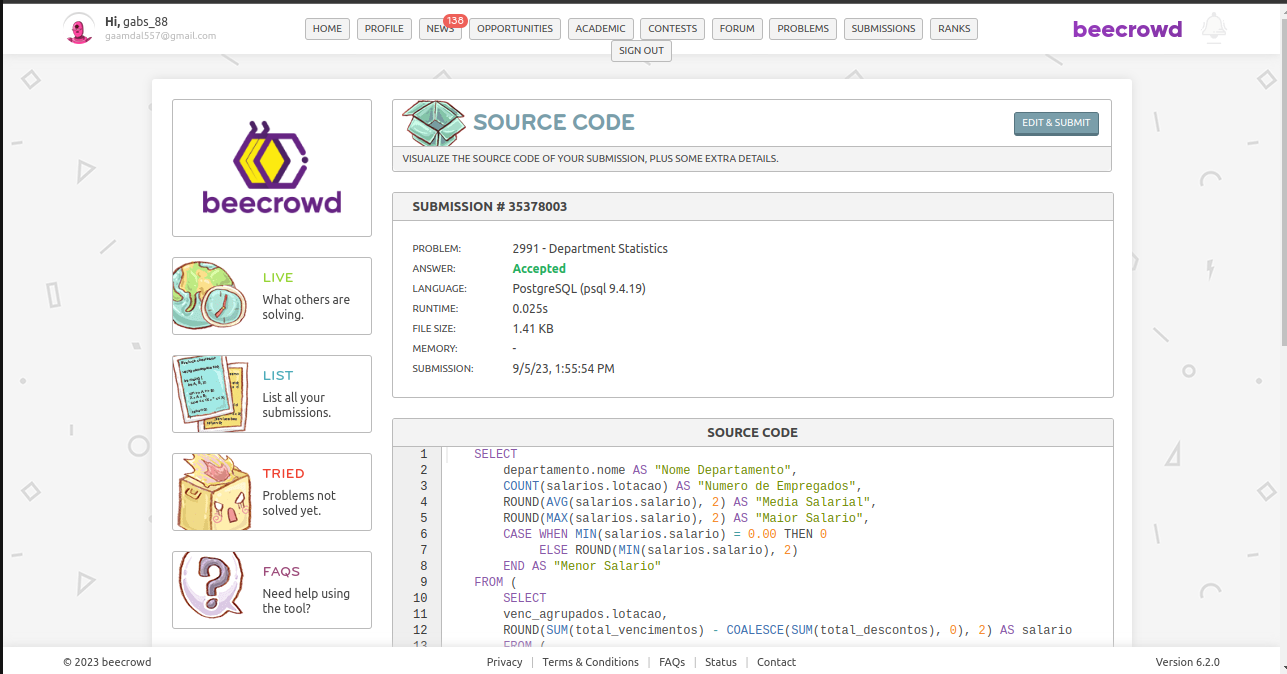 Hi, gabs_88
gaamdal557@gmail.com
HOME
PROFILE
NEWS
138
OPPORTUNITIES
ACADEMIC
CONTESTS
FORUM
PROBLEMS
SUBMISSIONS
RANKS
SIGN OUT
beecrowd
beecrowd
LIVE
What others are
solving.
LIST
List all your
submissions.
TRIED
Problems not
solved yet.
FAQS
Need help using
the tool?
SOURCE CODE
EDIT & SUBMIT
VISUALIZE THE SOURCE CODE OF YOUR SUBMISSION, PLUS SOME EXTRA DETAILS.
SUBMISSION # 35378003
PROBLEM: 2991 - Department Statistics
ANSWER: Accepted
LANGUAGE: PostgreSQL (psql 9.4.19)
RUNTIME: 0.025s
FILE SIZE: 1.41 KB
MEMORY: -
SUBMISSION: 9/5/23, 1:55:54 PM
SOURCE CODE
1 SELECT
2 departamento.nome AS "Nome Departamento",
3 COUNT(salarios.lotacao) AS "Numero de Empregados",
4 ROUND(AVG(salarios.salario), 2) AS "Media Salarial",
5 ROUND(MAX(salarios.salario), 2) AS "Maior Salario",
6 CASE WHEN MIN(salarios.salario) = 0.00 THEN 0
7 ELSE ROUND(MIN(salarios.salario), 2)
8 END AS "Menor Salario"
9 FROM (
10 SELECT
11 venc_agrupados.lotacao,
12 ROUND(SUM(total_vencimentos) - COALESCE(SUM(total_descontos), 0), 2) AS salario
13 FROM (
© 2023 beecrowd
Privacy | Terms & Conditions | FAQs | Status | Contact
Version 6.2.0